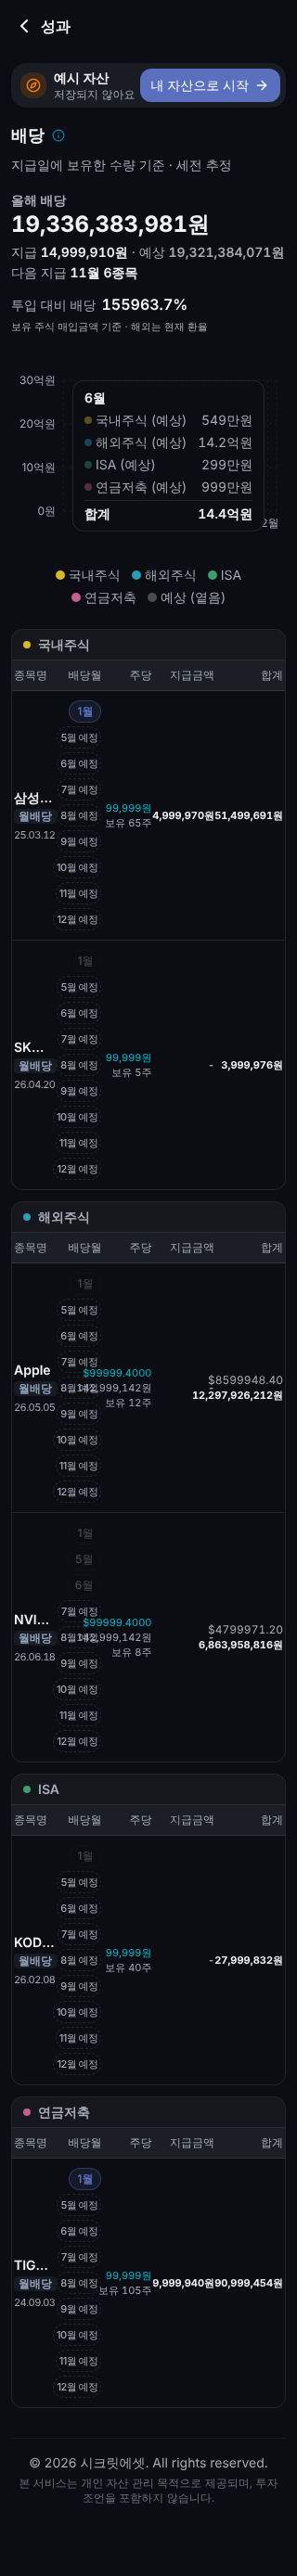 성과
예시 자산
저장되지 않아요
내 자산으로 시작 →
배당
지급일에 보유한 수량 기준 · 세전 추정
올해 배당
19,336,383,981원
지급 14,999,910원 · 예상 19,321,384,071원
다음 지급 11월 6종목
투입 대비 배당 155963.7%
보유 주식 매입금액 기준 · 해외는 현재 환율
30억원
20억원
10억원
0원
6월
국내주식 (예상) 549만원
해외주식 (예상) 14.2억원
ISA (예상) 299만원
연금저축 (예상) 999만원
합계 14.4억원
2월
국내주식 해외주식 ISA
연금저축 예상 (옅음)
국내주식
종목명 배당월 주당 지급금액 합계
삼성...
월배당
25.03.12
1월
5월 예정
6월 예정
7월 예정
8월 예정
9월 예정
10월 예정
11월 예정
12월 예정
99,999원
보유 65주
4,999,970원
51,499,691원
SK...
월배당
26.04.20
1월
5월 예정
6월 예정
7월 예정
8월 예정
9월 예정
10월 예정
11월 예정
12월 예정
99,999원
보유 5주
-
3,999,976원
해외주식
종목명 배당월 주당 지급금액 합계
Apple
월배당
26.05.05
1월
5월 예정
6월 예정
7월 예정
8월 예정
9월 예정
10월 예정
11월 예정
12월 예정
$99999.4000
142,999,142원
보유 12주
-
$8599948.40
12,297,926,212원
NVI...
월배당
26.06.18
1월
5월
6월
7월 예정
8월 예정
9월 예정
10월 예정
11월 예정
12월 예정
$99999.4000
142,999,142원
보유 8주
-
$4799971.20
6,863,958,816원
ISA
종목명 배당월 주당 지급금액 합계
KOD...
월배당
26.02.08
1월
5월 예정
6월 예정
7월 예정
8월 예정
9월 예정
10월 예정
11월 예정
12월 예정
99,999원
보유 40주
-
27,999,832원
연금저축
종목명 배당월 주당 지급금액 합계
TIG...
월배당
24.09.03
1월
5월 예정
6월 예정
7월 예정
8월 예정
9월 예정
10월 예정
11월 예정
12월 예정
99,999원
보유 105주
9,999,940원
90,999,454원
© 2026 시크릿에셋. All rights reserved.
본 서비스는 개인 자산 관리 목적으로 제공되며, 투자
조언을 포함하지 않습니다.